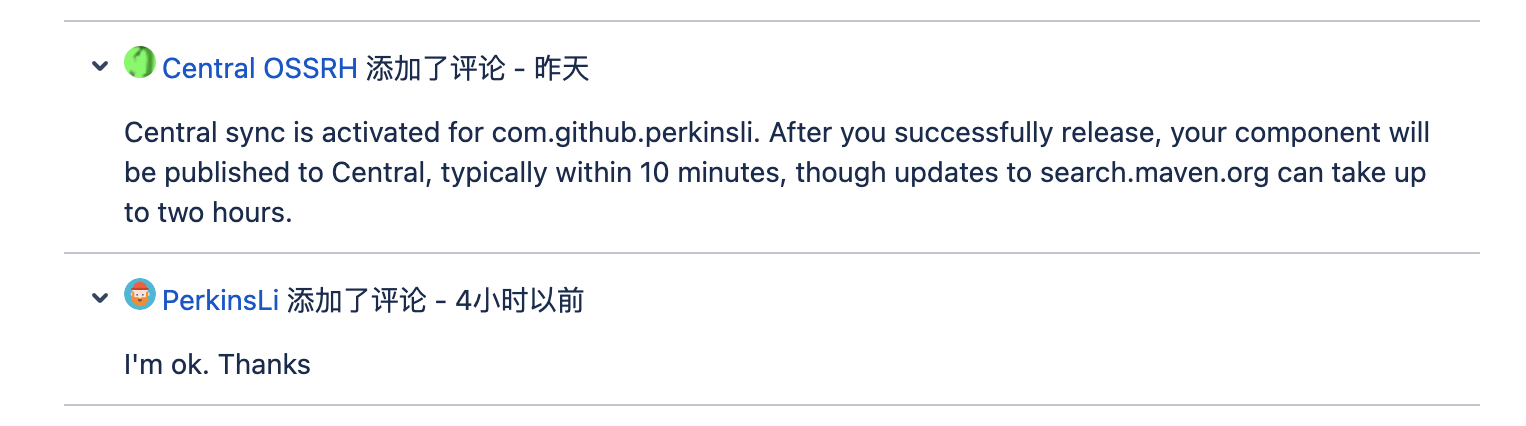 Central OSSRH 添加了评论 - 昨天
Central sync is activated for com.github.perkinsli. After you successfully release, your component will
be published to Central, typically within 10 minutes, though updates to search.maven.org can take up
to two hours.
PerkinsLi 添加了评论 - 4小时以前
I'm ok. Thanks